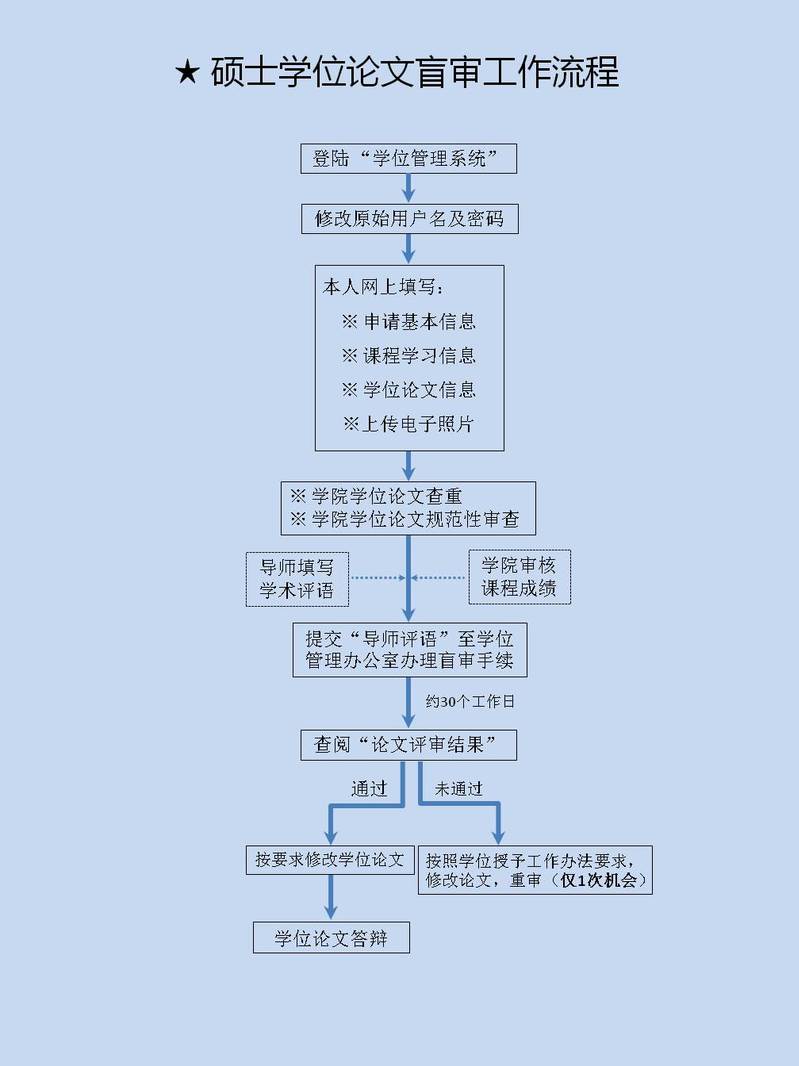 ★ 硕士学位论文盲审工作流程
登陆“学位管理系统”
修改原始用户名及密码
本人网上填写：
※ 申请基本信息
※ 课程学习信息
※ 学位论文信息
※上传电子照片
※ 学院学位论文查重
※ 学院学位论文规范性审查
导师填写
学术评语
学院审核
课程成绩
提交“导师评语”至学位
管理办公室办理盲审手续
约30个工作日
查阅“论文评审结果”
通过
未通过
按要求修改学位论文
按照学位授予工作办法要求，
修改论文，重审（仅1次机会）
学位论文答辩